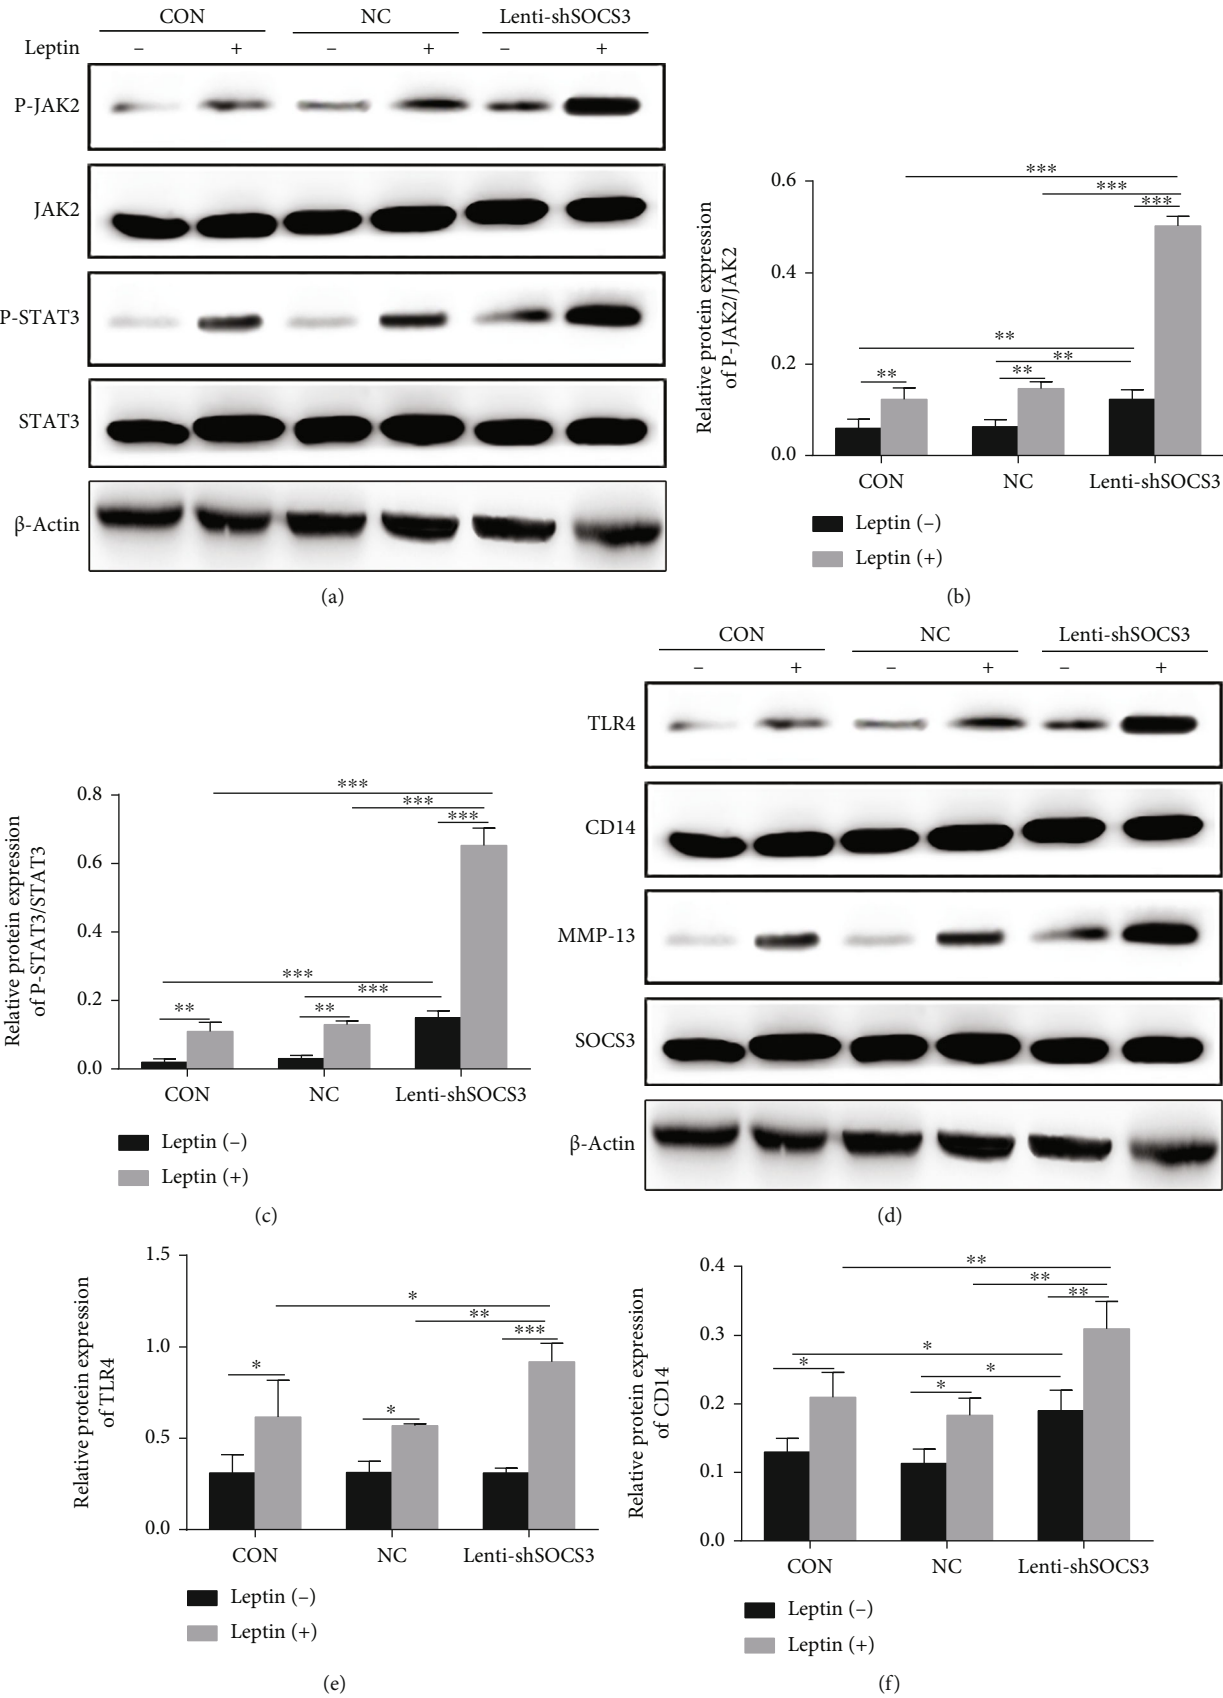 CON NC Lenti-shSOCS3
Leptin – + – + – +
P-JAK2
JAK2
P-STAT3
STAT3
β-Actin
(a)
Relative protein expression
of P-JAK2/JAK2
0.6
0.4
0.2
0.0
***
***
***
**
**
**
**
CON NC Lenti-shSOCS3
Leptin (–)
Leptin (+)
(b)
Relative protein expression
of P-STAT3/STAT3
0.8
0.6
0.4
0.2
0.0
***
***
***
***
***
**
**
CON NC Lenti-shSOCS3
Leptin (–)
Leptin (+)
(c)
CON NC Lenti-shSOCS3
– + – + – +
TLR4
CD14
MMP-13
SOCS3
β-Actin
(d)
Relative protein expression
of TLR4
1.5
1.0
0.5
0.0
*
**
***
*
*
CON NC Lenti-shSOCS3
Leptin (–)
Leptin (+)
(e)
Relative protein expression
of CD14
0.4
0.3
0.2
0.1
0.0
**
**
**
*
*
*
*
CON NC Lenti-shSOCS3
Leptin (–)
Leptin (+)
(f)